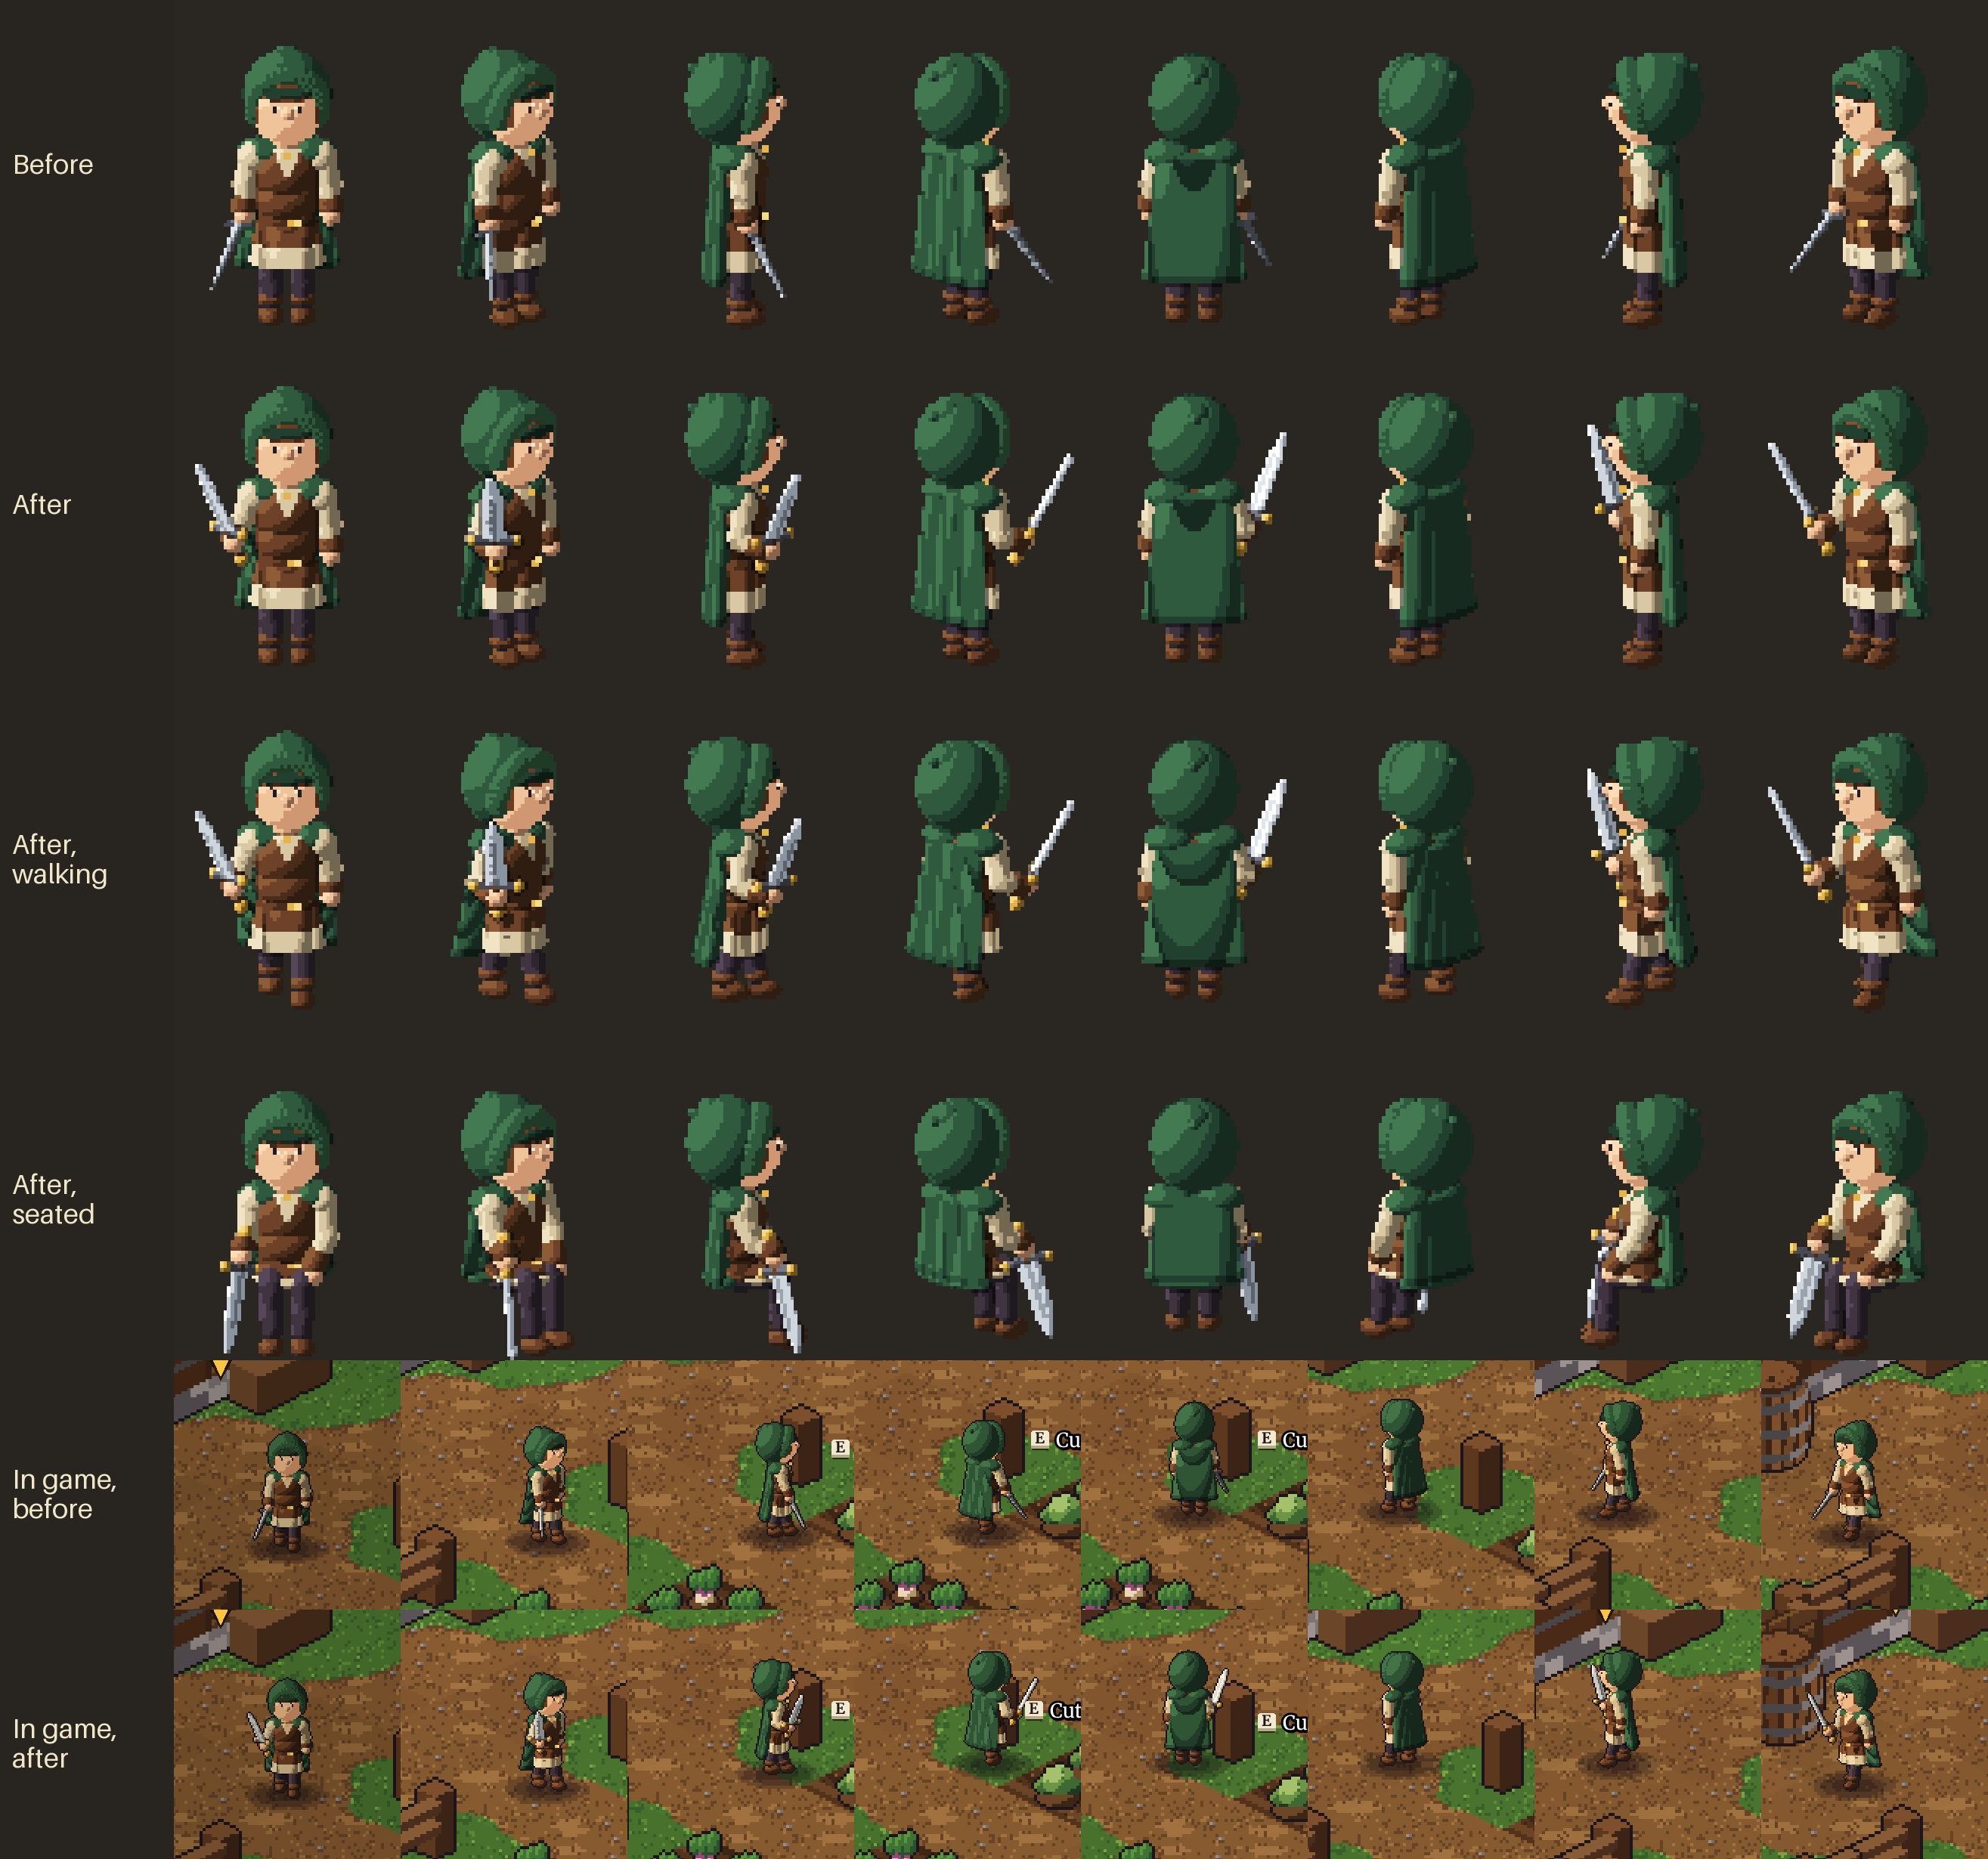 Before
After
After,
walking
After,
seated
In game,
before
E
E Cu
E Cu
In game,
after
E
E Cut
E Cu